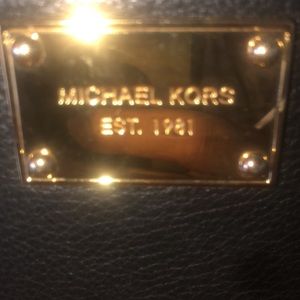 MICHAEL KORS
EST. 1981